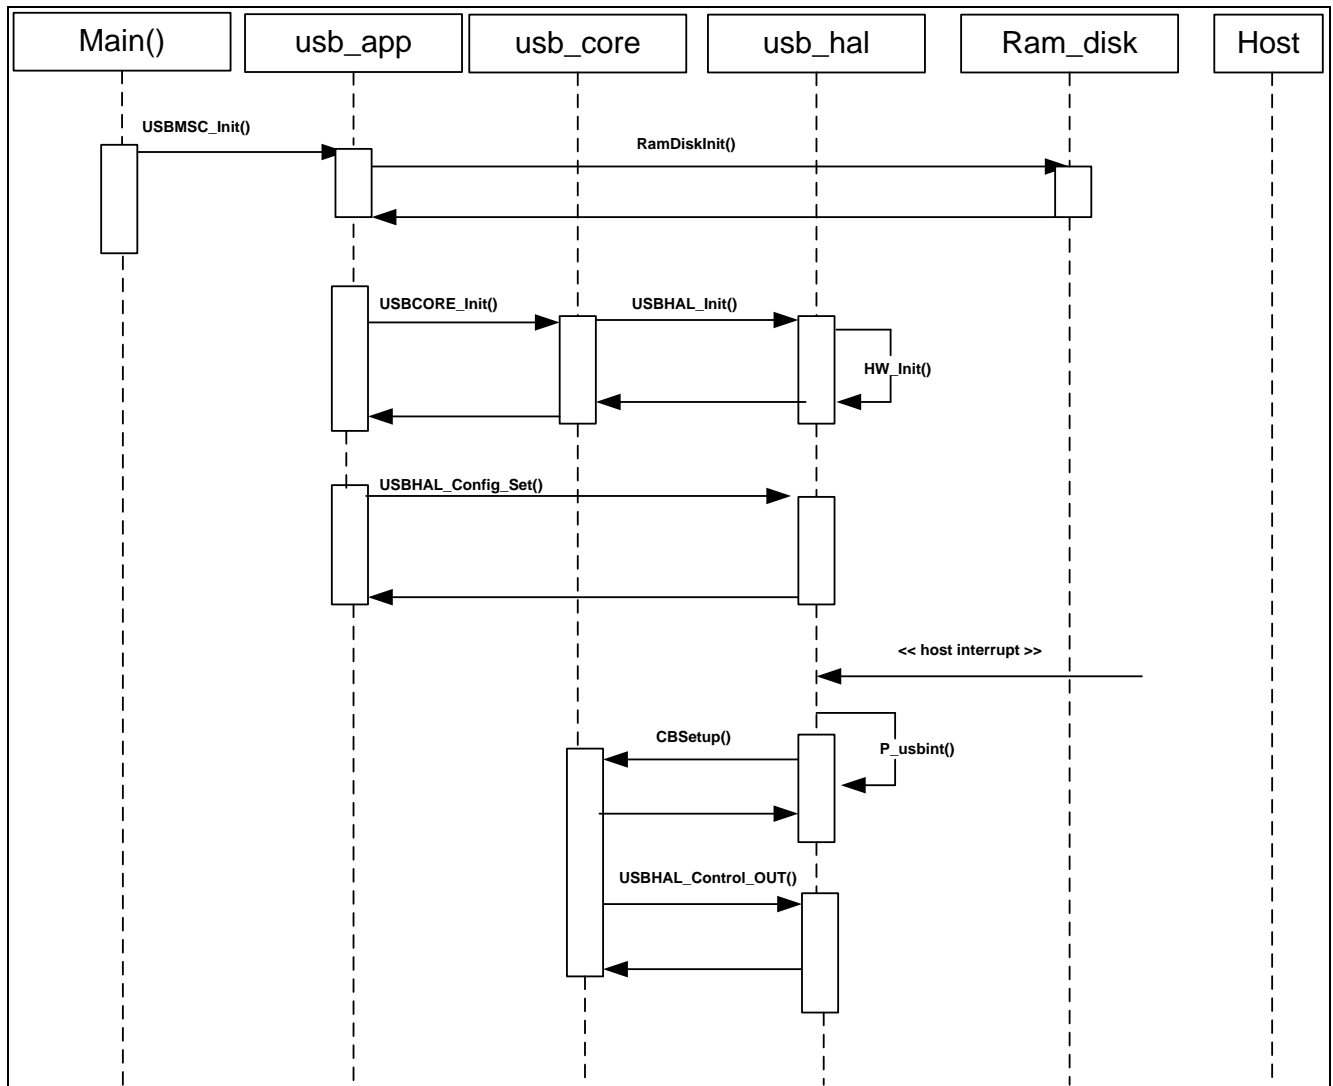 Main()
usb_app
usb_core
usb_hal
Ram_disk
Host
USBMSC_Init()
RamDiskInit()
USBCORE_Init()
USBHAL_Init()
HW_Init()
USBHAL_Config_Set()
<< host interrupt >>
CBSetup()
P_usbint()
USBHAL_Control_OUT()